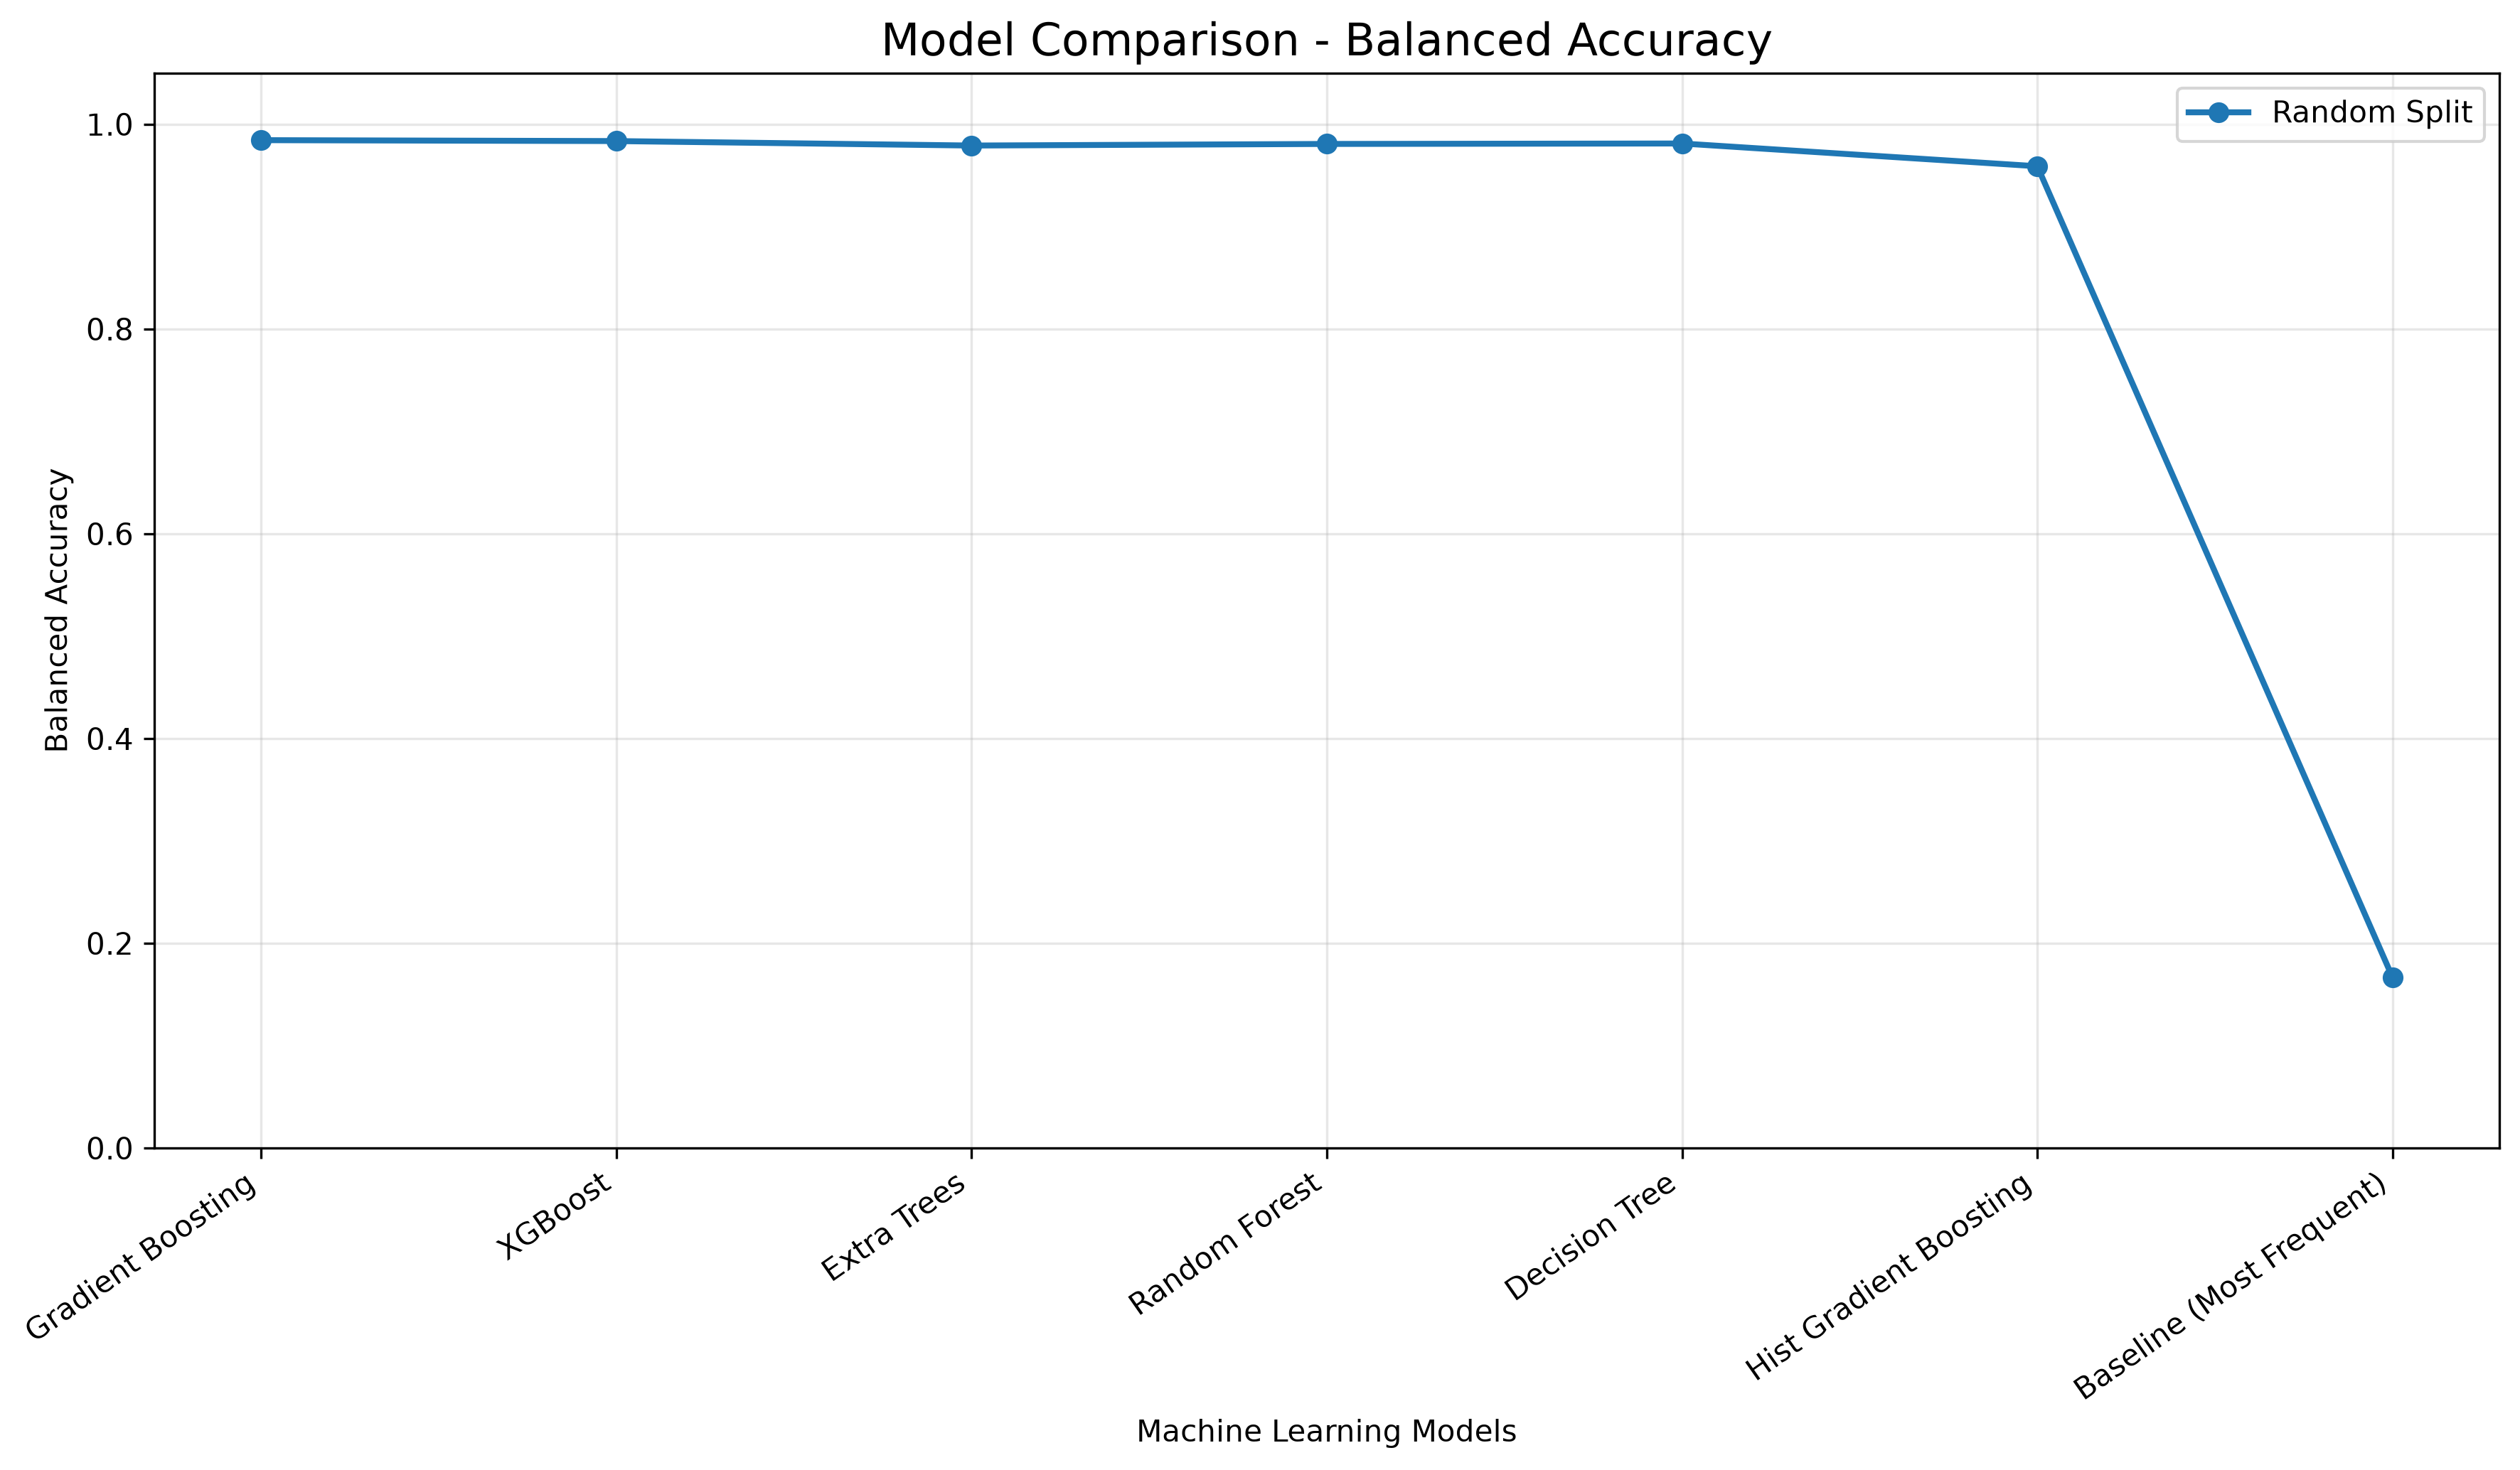 Model Comparison - Balanced Accuracy
Random Split
Balanced Accuracy
1.0
0.8
0.6
0.4
0.2
0.0
Gradient Boosting
XGBoost
Extra Trees
Random Forest
Decision Tree
Hist Gradient Boosting
Baseline (Most Frequent)
Machine Learning Models